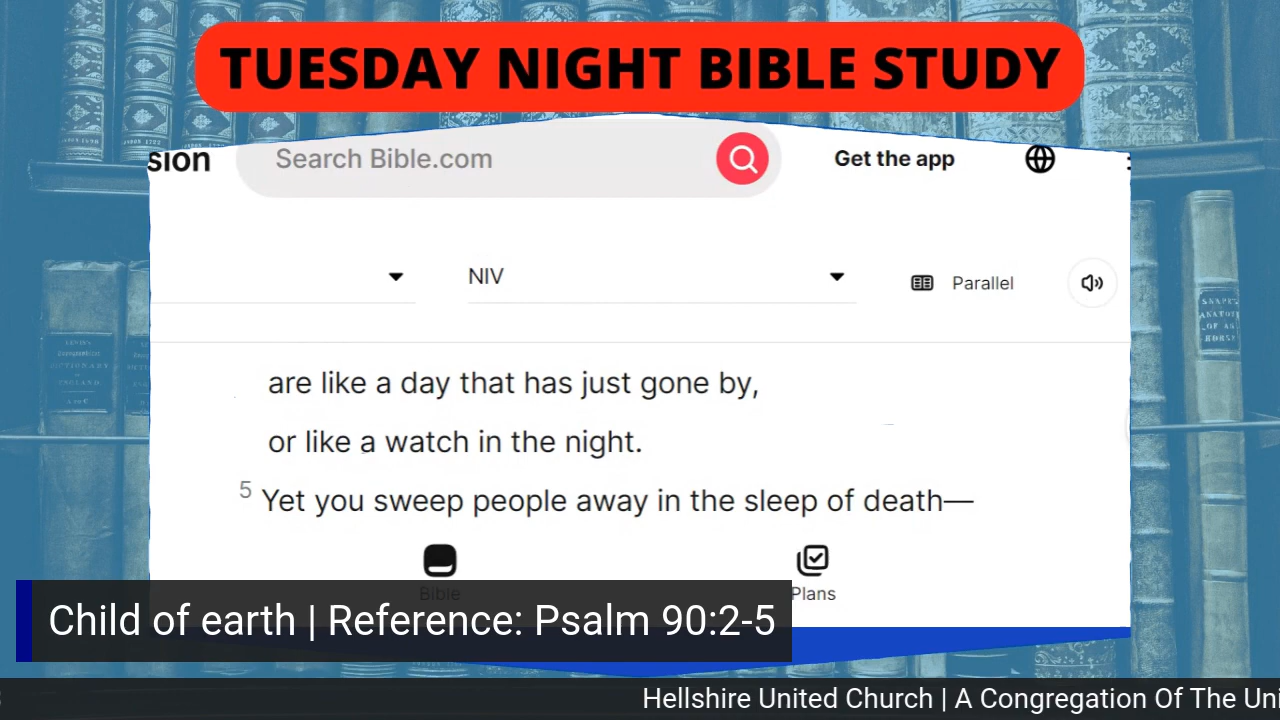 TUESDAY NIGHT BIBLE STUDY
sion
Search Bible.com
Get the app
NIV
Parallel
are like a day that has just gone by,
or like a watch in the night.
5 Yet you sweep people away in the sleep of death—
Bible
Plans
Child of earth | Reference: Psalm 90:2-5
Hellshire United Church | A Congregation Of The Uni